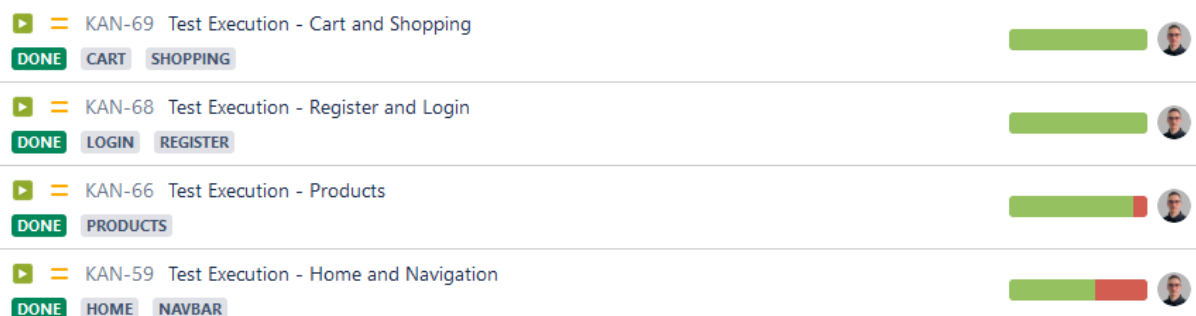 KAN-69 Test Execution - Cart and Shopping
DONE CART SHOPPING
KAN-68 Test Execution - Register and Login
DONE LOGIN REGISTER
KAN-66 Test Execution - Products
DONE PRODUCTS
KAN-59 Test Execution - Home and Navigation
DONE HOME NAVBAR